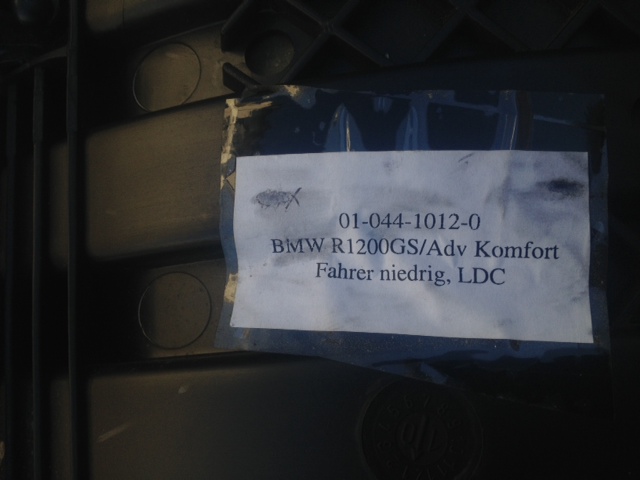 01-044-1012-0
BMW R1200GS/Adv Komfort
Fahrer niedrig, LDC